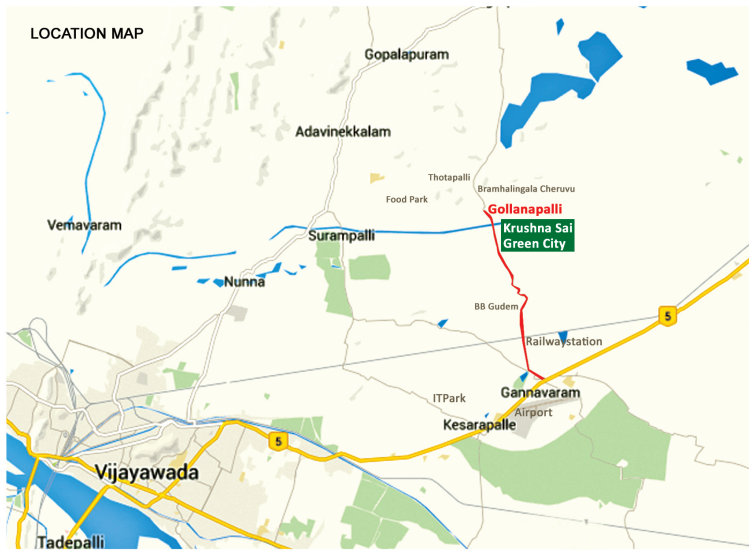 LOCATION MAP
Gopalapuram
Adavinekkalam
Thotapalli
Bramhalingala Cheruvu
Food Park
Gollanapalli
Vemavaram
Krushna Sai
Green City
Surampalli
Nunna
BB Gudem
5
Railwaystation
Gannavaram
ITPark
Airport
Kesarapalle
5
Vijayawada
Tadepalli